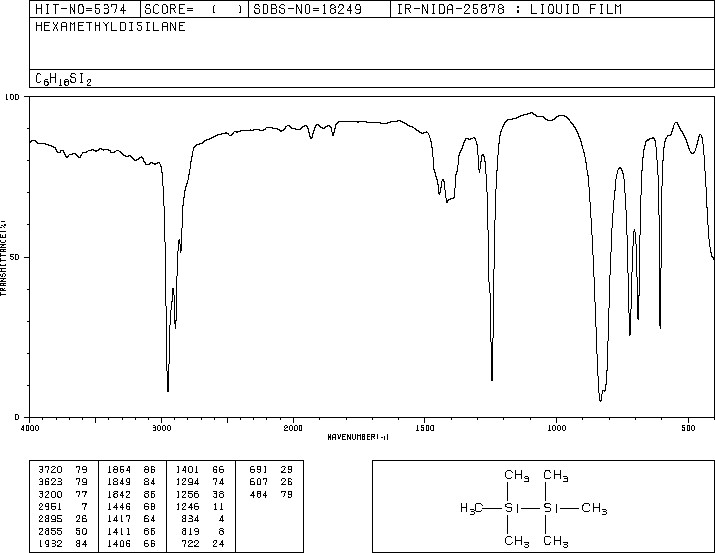 HIT-NO=5374 SCORE= ( ) SDBS-NO=18249 IR-NIDA-25878 : LIQUID FILM
HEXAMETHYLDISILANE
C6H18SI2
100
50
0
TRANSMITTANCE(%)
4000 3000 2000 1500 1000 500
WAVENUMBER(-1)
3720 79 1864 86 1401 66 691 29
3623 79 1849 84 1294 74 607 26
3200 77 1842 86 1256 38 484 79
2951 7 1446 68 1246 11
2895 26 1417 64 834 4
2855 50 1411 66 819 8
1932 84 1406 66 722 24
CH3 CH3
H3C Si Si CH3
CH3 CH3